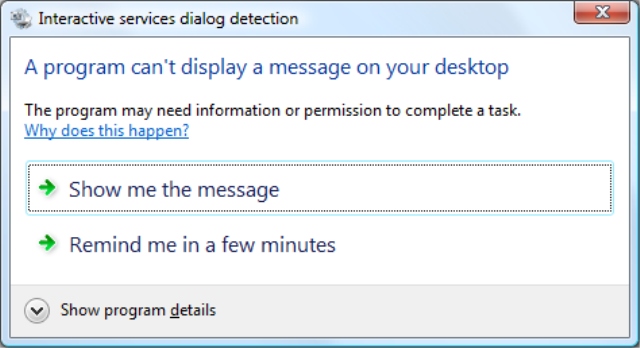 Interactive services dialog detection
A program can't display a message on your desktop
The program may need information or permission to complete a task.
Why does this happen?
Show me the message
Remind me in a few minutes
Show program details